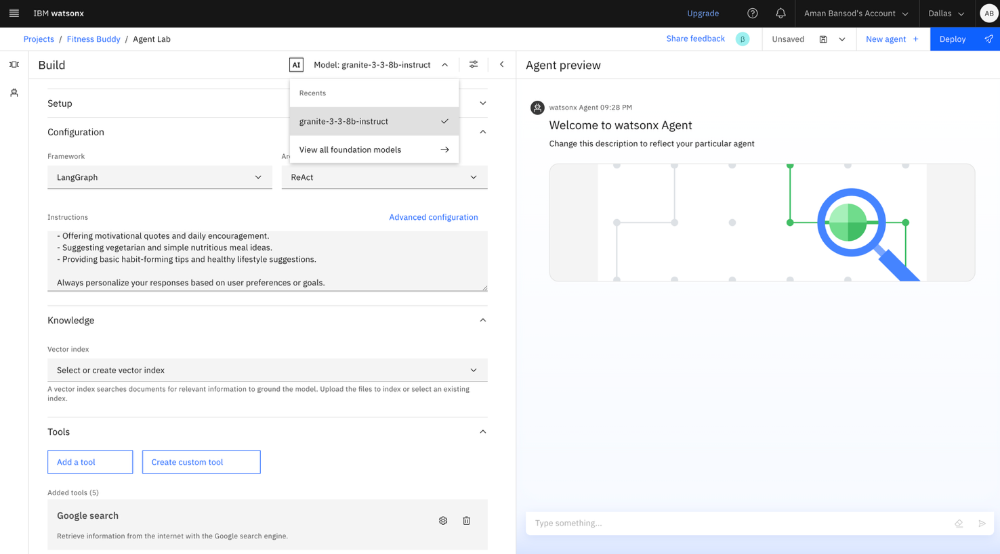 IBM watsonx
Upgrade
Aman Bansod's Account
Dallas
AB
Projects / Fitness Buddy / Agent Lab
Share feedback
β
Unsaved
New agent +
Deploy
Build
AI
Model: granite-3-3-8b-instruct
Recents
granite-3-3-8b-instruct
View all foundation models
Setup
Configuration
Framework
LangGraph
ReAct
Instructions
Advanced configuration
- Offering motivational quotes and daily encouragement.
- Suggesting vegetarian and simple nutritious meal ideas.
- Providing basic habit-forming tips and healthy lifestyle suggestions.
Always personalize your responses based on user preferences or goals.
Knowledge
Vector index
Select or create vector index
A vector index searches documents for relevant information to ground the model. Upload the files to index or select an existing
index.
Tools
Add a tool
Create custom tool
Added tools (5)
Google search
Retrieve information from the internet with the Google search engine.
Agent preview
watsonx Agent 09:28 PM
Welcome to watsonx Agent
Change this description to reflect your particular agent
Type something...